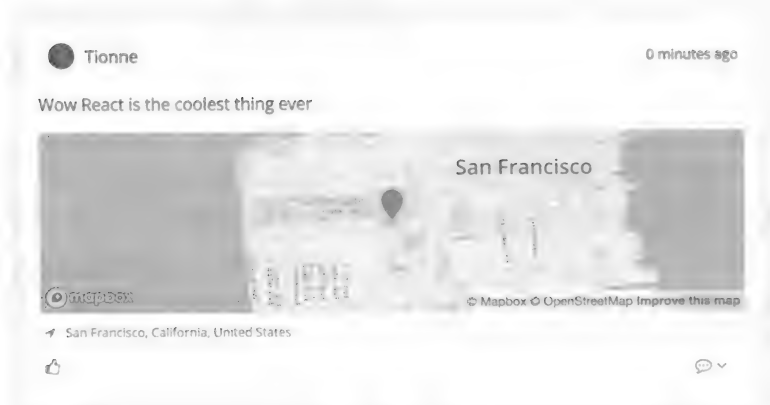 Tionne
0 minutes ago
Wow React is the coolest thing ever
San Francisco
mapbox
© Mapbox © OpenStreetMap Improve this map
San Francisco, California, United States